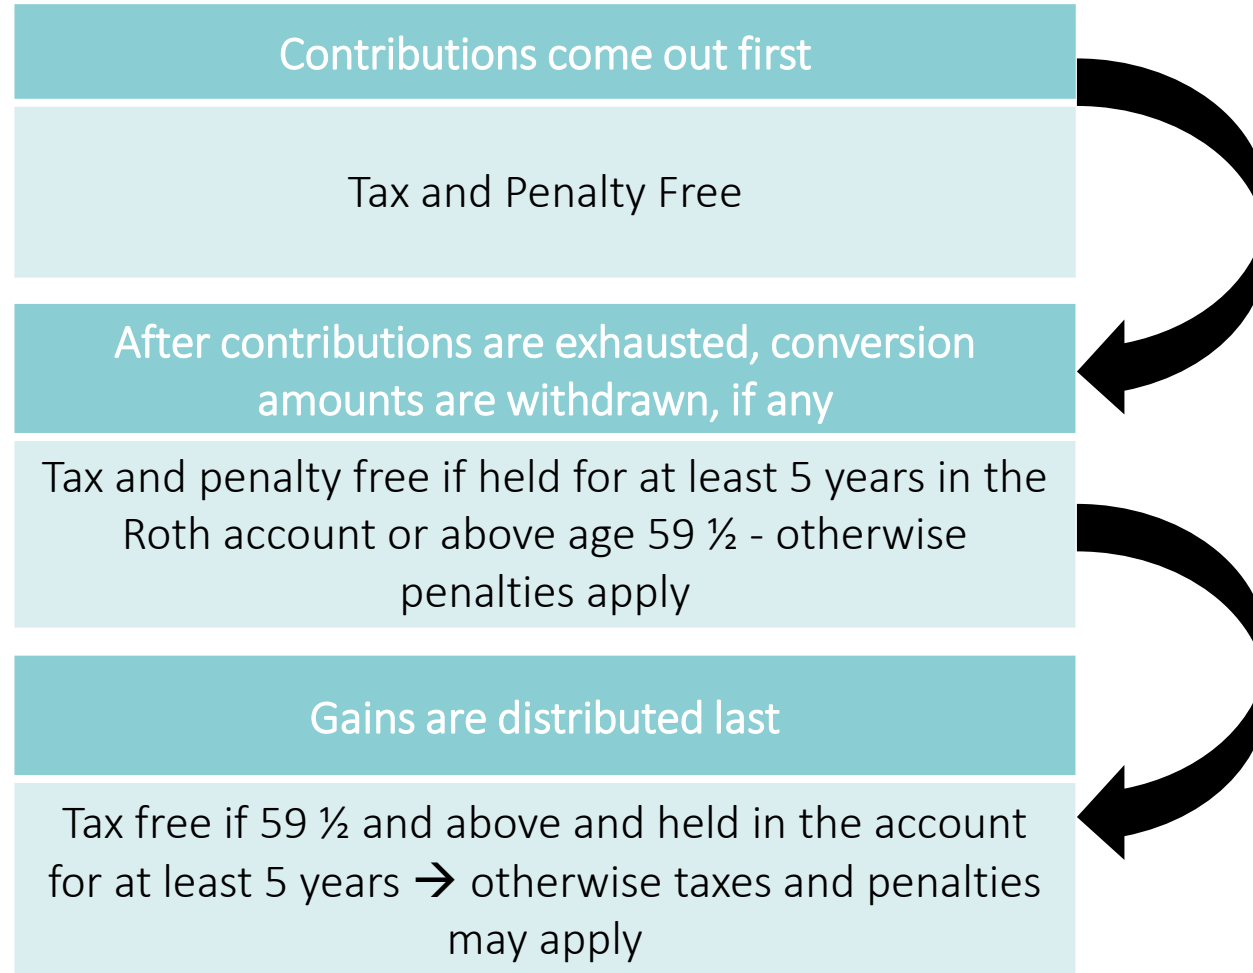 Contributions come out first
Tax and Penalty Free
After contributions are exhausted, conversion
amounts are withdrawn, if any
Tax and penalty free if held for at least 5 years in the
Roth account or above age 59 ½ - otherwise
penalties apply
Gains are distributed last
Tax free if 59 ½ and above and held in the account
for at least 5 years → otherwise taxes and penalties
may apply